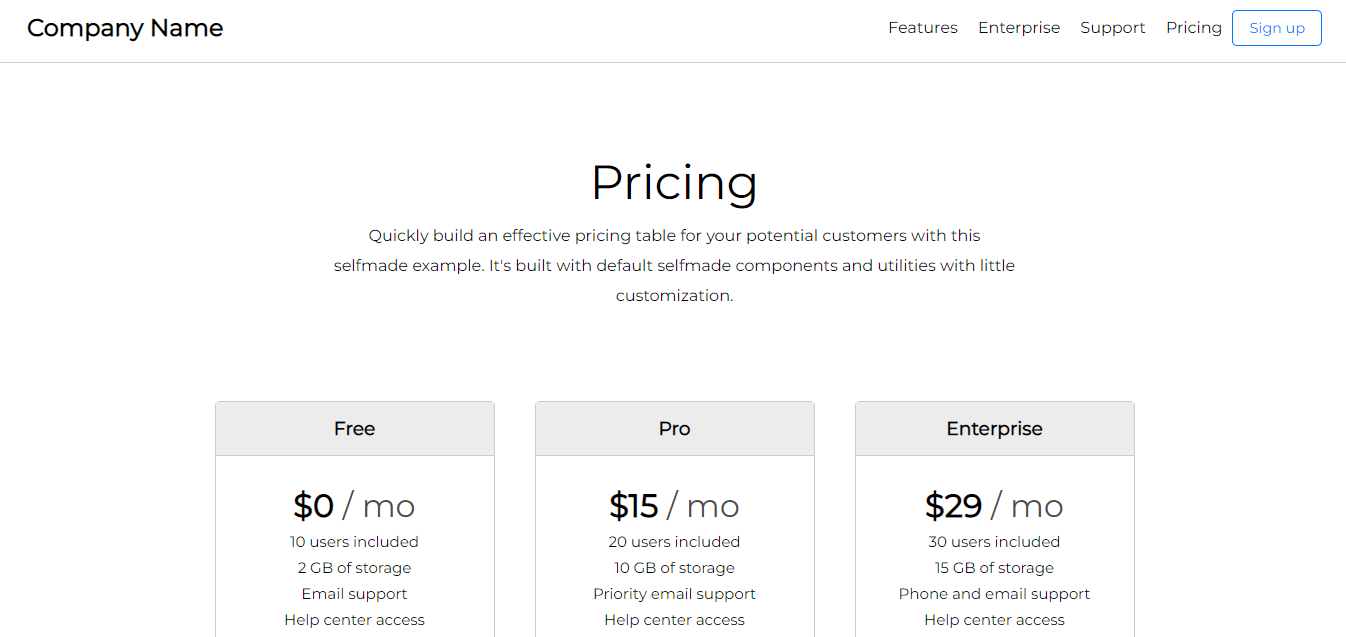 Company Name
Features Enterprise Support Pricing Sign up
Pricing
Quickly build an effective pricing table for your potential customers with this
selfmade example. It's built with default selfmade components and utilities with little
customization.
Free
$0 / mo
10 users included
2 GB of storage
Email support
Help center access
Pro
$15 / mo
20 users included
10 GB of storage
Priority email support
Help center access
Enterprise
$29 / mo
30 users included
15 GB of storage
Phone and email support
Help center access